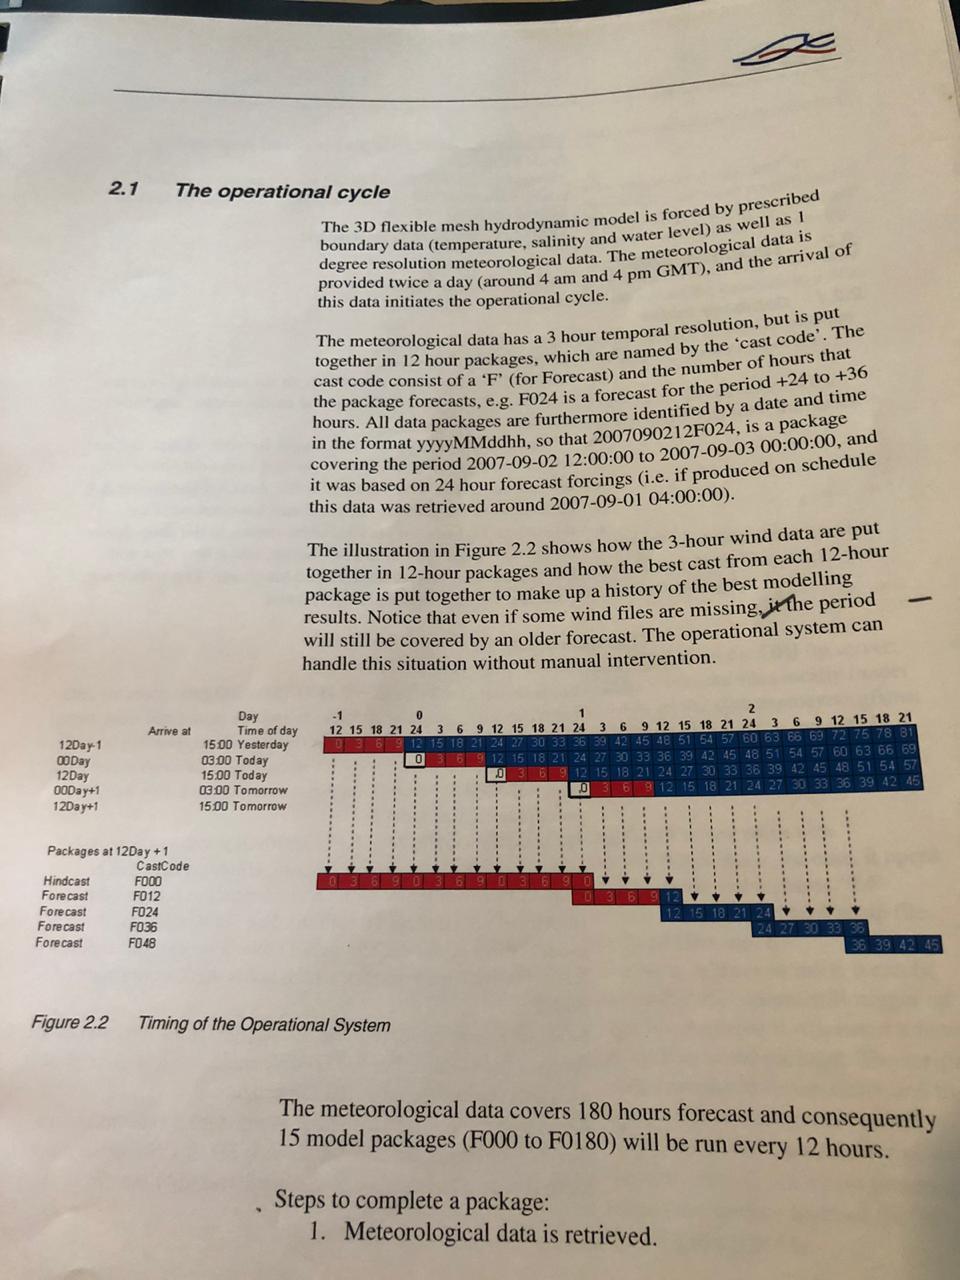 2.1 The operational cycle
The 3D flexible mesh hydrodynamic model is forced by prescribed
boundary data (temperature, salinity and water level) as well as 1
degree resolution meteorological data. The meteorological data is
provided twice a day (around 4 am and 4 pm GMT), and the arrival of
this data initiates the operational cycle.
The meteorological data has a 3 hour temporal resolution, but is put
together in 12 hour packages, which are named by the ‘cast code’. The
cast code consist of a ‘F’ (for Forecast) and the number of hours that
the package forecasts, e.g. F024 is a forecast for the period +24 to +36
hours. All data packages are furthermore identified by a date and time
in the format yyyyMMddhh, so that 2007090212F024, is a package
covering the period 2007-09-02 12:00:00 to 2007-09-03 00:00:00, and
it was based on 24 hour forecast forcings (i.e. if produced on schedule
this data was retrieved around 2007-09-01 04:00:00).
The illustration in Figure 2.2 shows how the 3-hour wind data are put
together in 12-hour packages and how the best cast from each 12-hour
package is put together to make up a history of the best modelling
results. Notice that even if some wind files are missing, it the period
will still be covered by an older forecast. The operational system can
handle this situation without manual intervention.
Day -1 0 1 2
Arrive at Time of day 12 15 18 21 24 3 6 9 12 15 18 21 24 3 6 9 12 15 18 21 24 3 6 9 12 15 18 21
12Day-1 15:00 Yesterday 0 3 6 9 12 15 18 21 24 27 30 33 36 39 42 45 48 51 54 57 60 63 66 69 72 75 78 81
00Day 03:00 Today 0 3 6 9 12 15 18 21 24 27 30 33 36 39 42 45 48 51 54 57 60 63 66 69
12Day 15:00 Today 0 3 6 9 12 15 18 21 24 27 30 33 36 39 42 45 48 51 54 57
00Day+1 03:00 Tomorrow 0 3 6 9 12 15 18 21 24 27 30 33 36 39 42 45
12Day+1 15:00 Tomorrow
Packages at 12Day +1
CastCode
Hindcast F000 0 3 6 9 0 3 6 9 0 3 6 9 0
Forecast F012 0 3 6 9 12
Forecast F024 12 15 18 21 24
Forecast F036 24 27 30 33 36
Forecast F048 36 39 42 45
Figure 2.2 Timing of the Operational System
The meteorological data covers 180 hours forecast and consequently
15 model packages (F000 to F0180) will be run every 12 hours.
Steps to complete a package:
1. Meteorological data is retrieved.